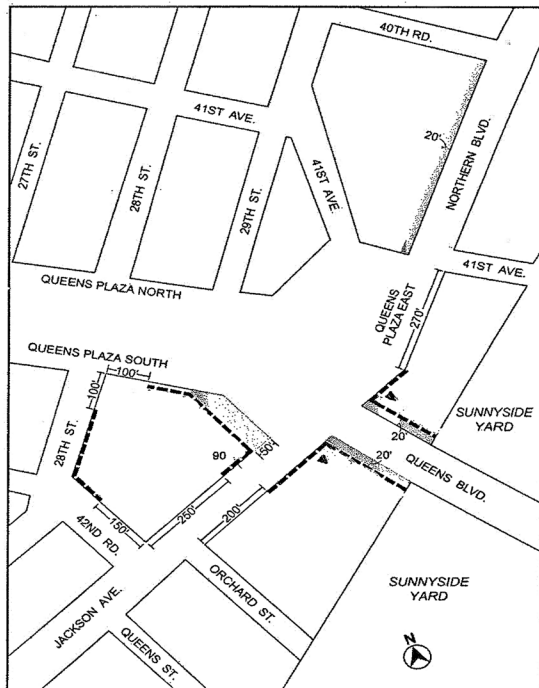 40TH RD.
41ST AVE.
20'
NORTHERN BLVD.
27TH ST.
28TH ST.
29TH ST.
41ST AVE.
41ST AVE.
QUEENS PLAZA NORTH
QUEENS
PLAZA EAST
270'
QUEENS PLAZA SOUTH
100'
100'
28TH ST.
50'
90
20'
20'
SUNNYSIDE
YARD
QUEENS BLVD.
150'
250'
200'
42ND RD.
JACKSON AVE.
ORCHARD ST.
QUEENS ST.
SUNNYSIDE
YARD
N